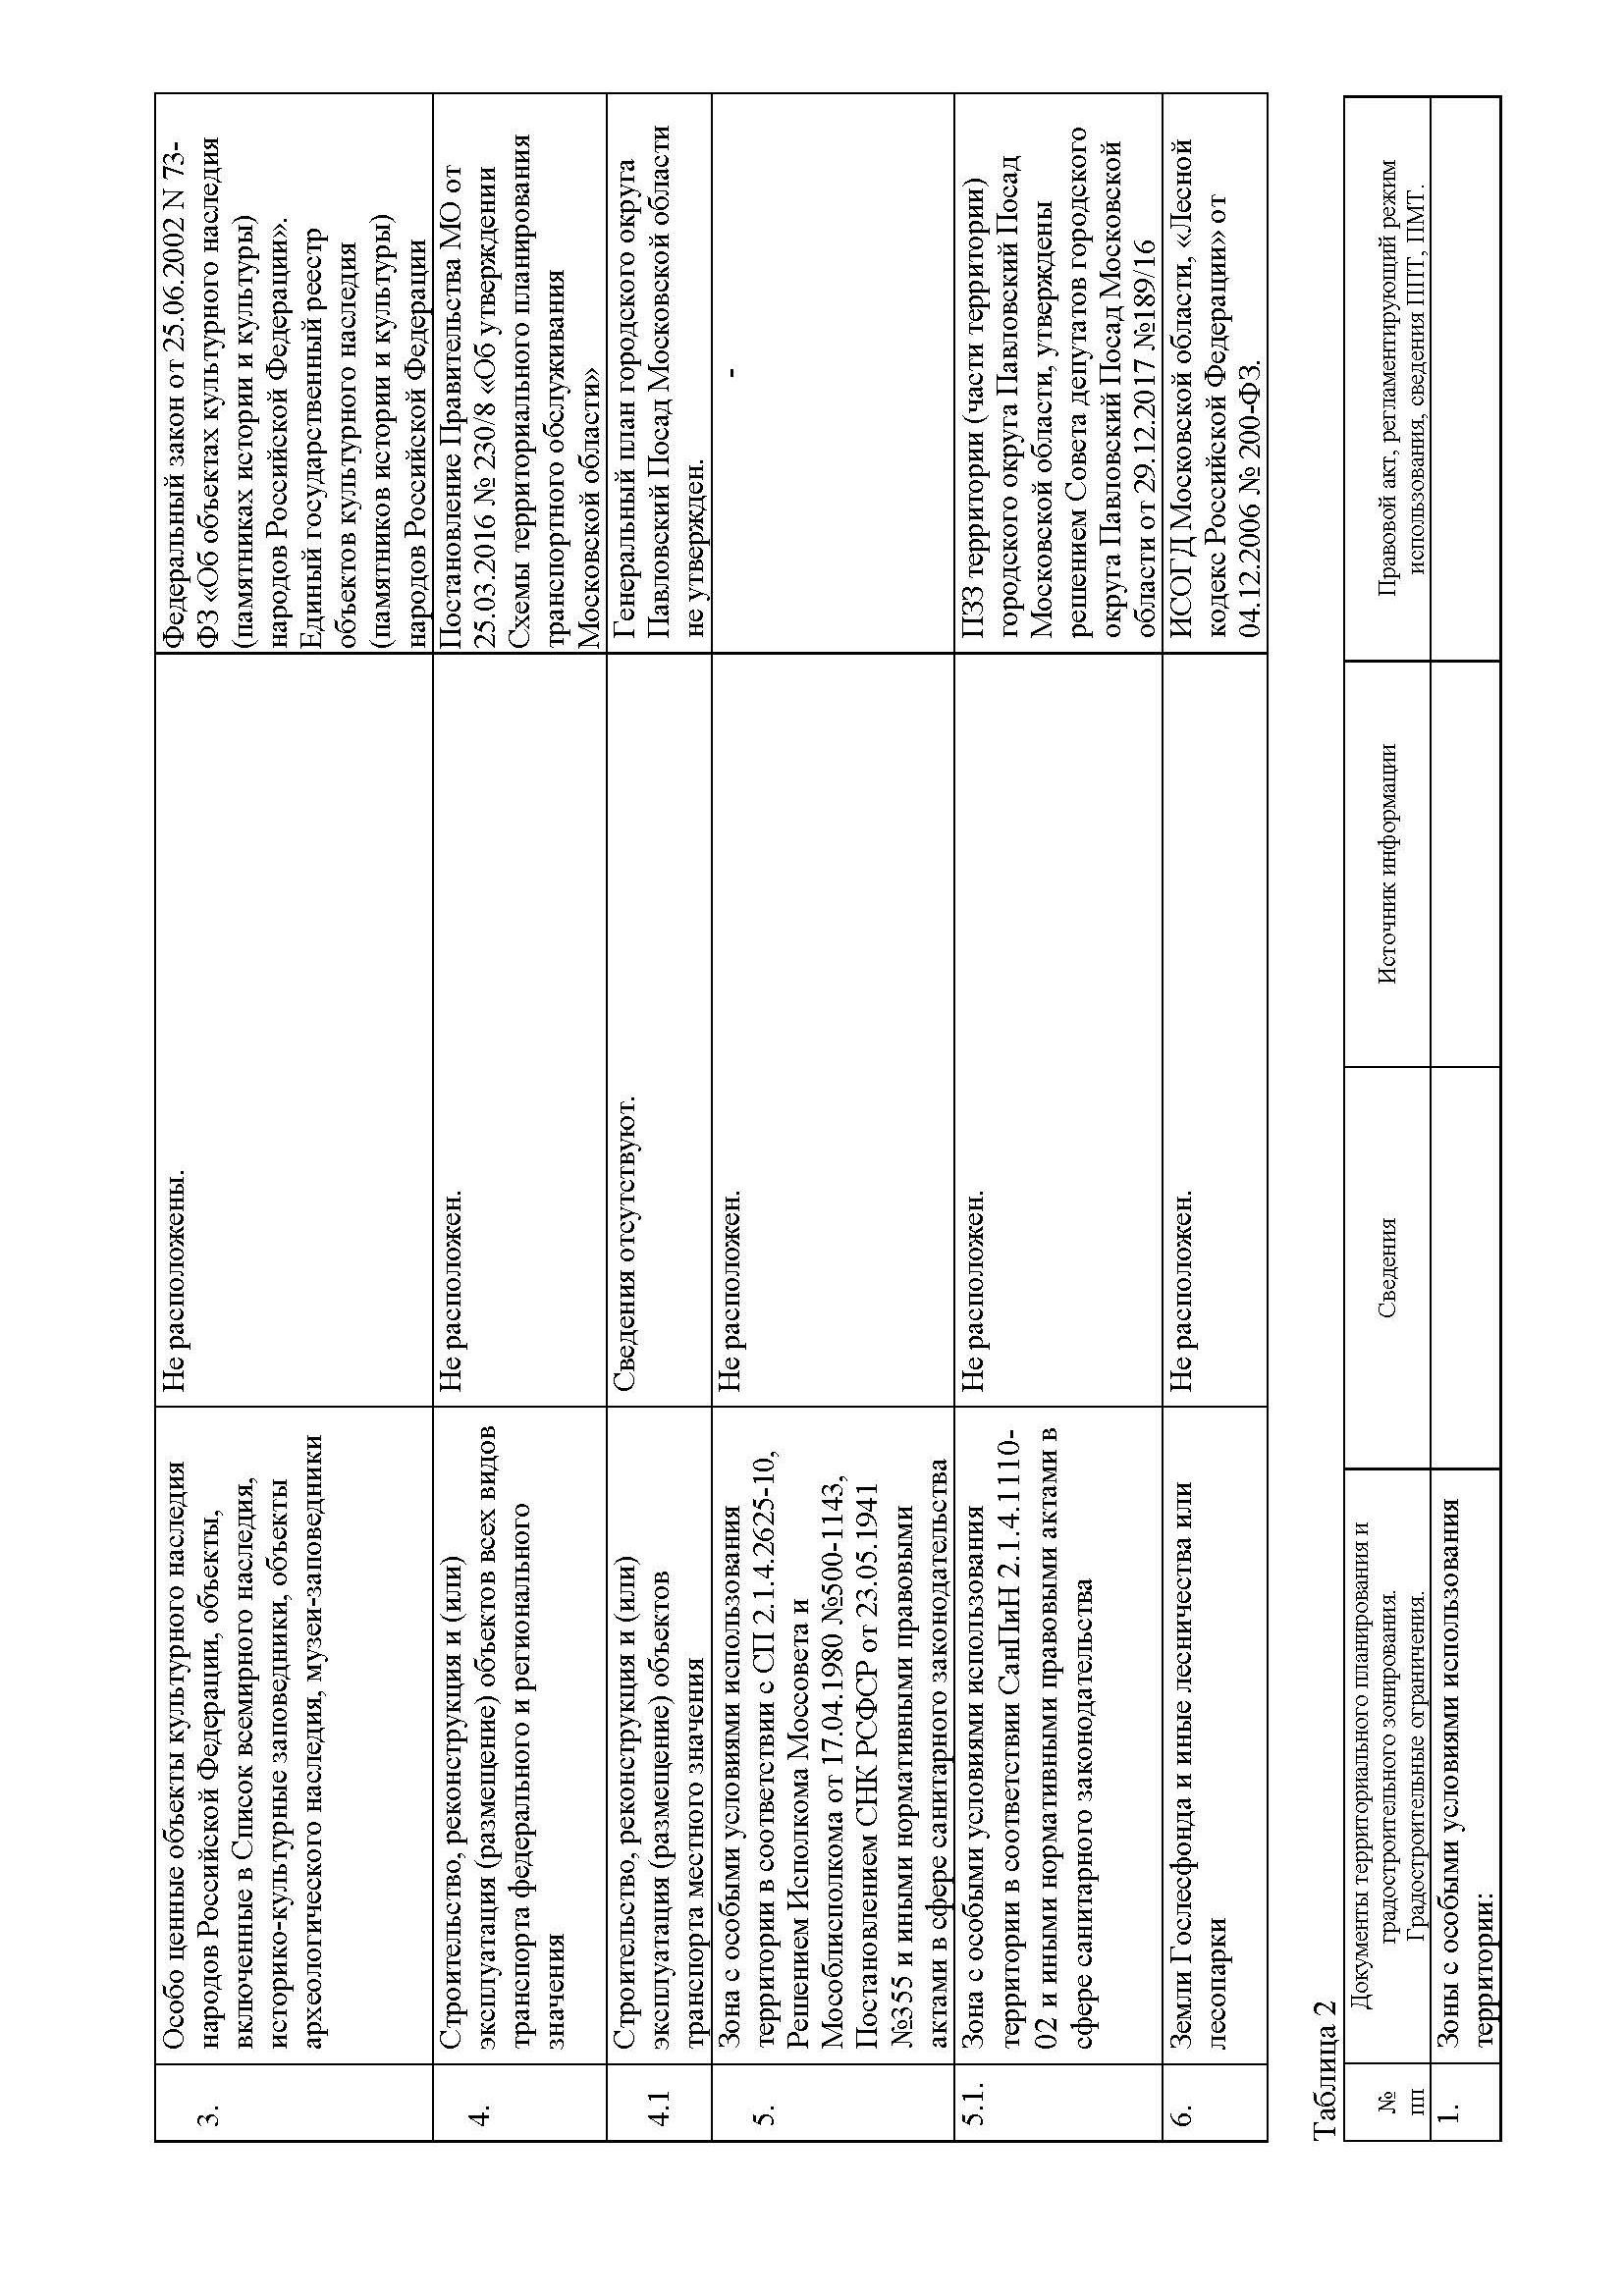 3.
Особо ценные объекты культурного наследия
народов Российской Федерации, объекты,
включенные в Список всемирного наследия,
историко-культурные заповедники, объекты
археологического наследия, музеи-заповедники
Не расположены.
Федеральный закон от 25.06.2002 N 73-
ФЗ «Об объектах культурного наследия
(памятниках истории и культуры)
народов Российской Федерации».
Единый государственный реестр
объектов культурного наследия
(памятников истории и культуры)
народов Российской Федерации
4.
Строительство, реконструкция и (или)
эксплуатация (размещение) объектов всех видов
транспорта федерального и регионального
значения
Не расположен.
Постановление Правительства МО от
25.03.2016 № 230/8 «Об утверждении
Схемы территориального планирования
транспортного обслуживания
Московской области»
4.1
Строительство, реконструкция и (или)
эксплуатация (размещение) объектов
транспорта местного значения
Сведения отсутствуют.
Генеральный план городского округа
Павловский Посад Московской области
не утвержден.
5.
Зона с особыми условиями использования
территории в соответствии с СП 2.1.4.2625-10,
Решением Исполкома Моссовета и
Мособлисполкома от 17.04.1980 №500-1143,
Постановлением СНК РСФСР от 23.05.1941
№355 и иными нормативными правовыми
актами в сфере санитарного законодательства
Не расположен.
-
5.1.
Зона с особыми условиями использования
территории в соответствии СанПиН 2.1.4.1110-
02 и иными нормативными правовыми актами в
сфере санитарного законодательства
Не расположен.
ПЗЗ территории (части территории)
городского округа Павловский Посад
Московской области, утверждены
решением Совета депутатов городского
округа Павловский Посад Московской
области от 29.12.2017 №189/16
6.
Земли Гослесфонда и иные лесничества или
лесопарки
Не расположен.
ИСОГД Московской области, «Лесной
кодекс Российской Федерации» от
04.12.2006 № 200-ФЗ.
Таблица 2
№
пп
Документы территориального планирования и
градостроительного зонирования.
Градостроительные ограничения.
Сведения
Источник информации
Правовой акт, регламентирующий режим
использования, сведения ППТ, ПМТ.
1.
Зоны с особыми условиями использования
территории: